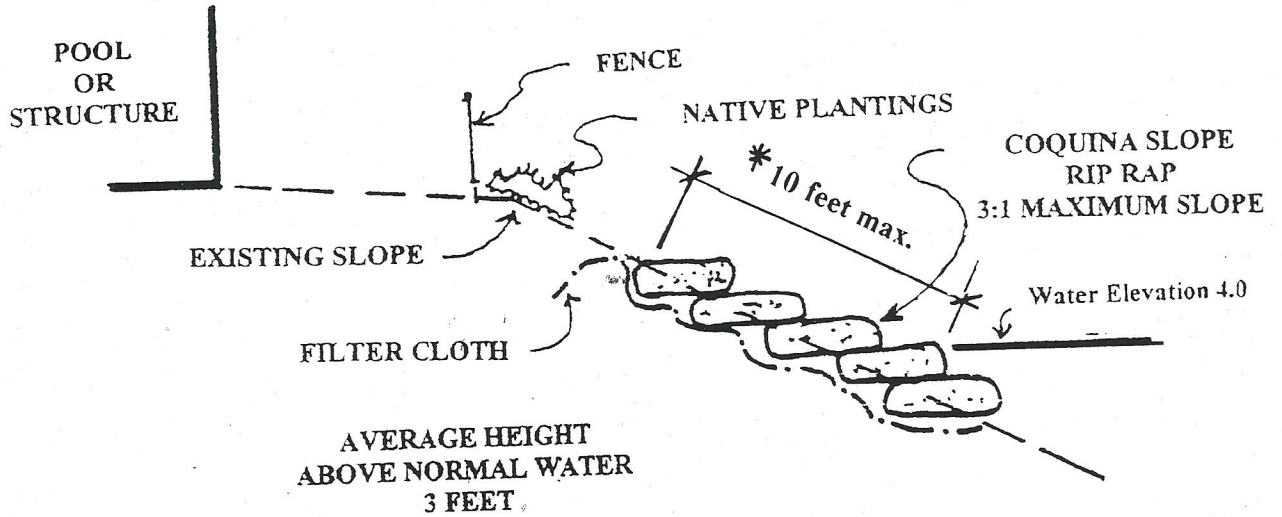 POOL
OR
STRUCTURE
FENCE
NATIVE PLANTINGS
COQUINA SLOPE
RIP RAP
3:1 MAXIMUM SLOPE
* 10 feet max.
EXISTING SLOPE
Water Elevation 4.0
FILTER CLOTH
AVERAGE HEIGHT
ABOVE NORMAL WATER
3 FEET